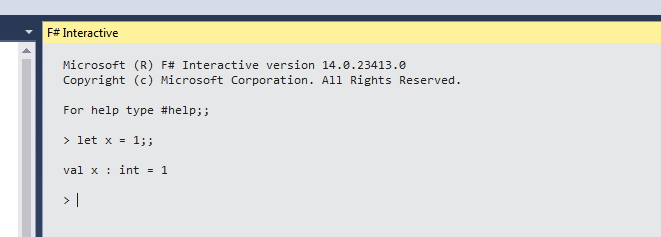 F# Interactive
Microsoft (R) F# Interactive version 14.0.23413.0
Copyright (c) Microsoft Corporation. All Rights Reserved.
For help type #help;;
> let x = 1;;
val x : int = 1
>